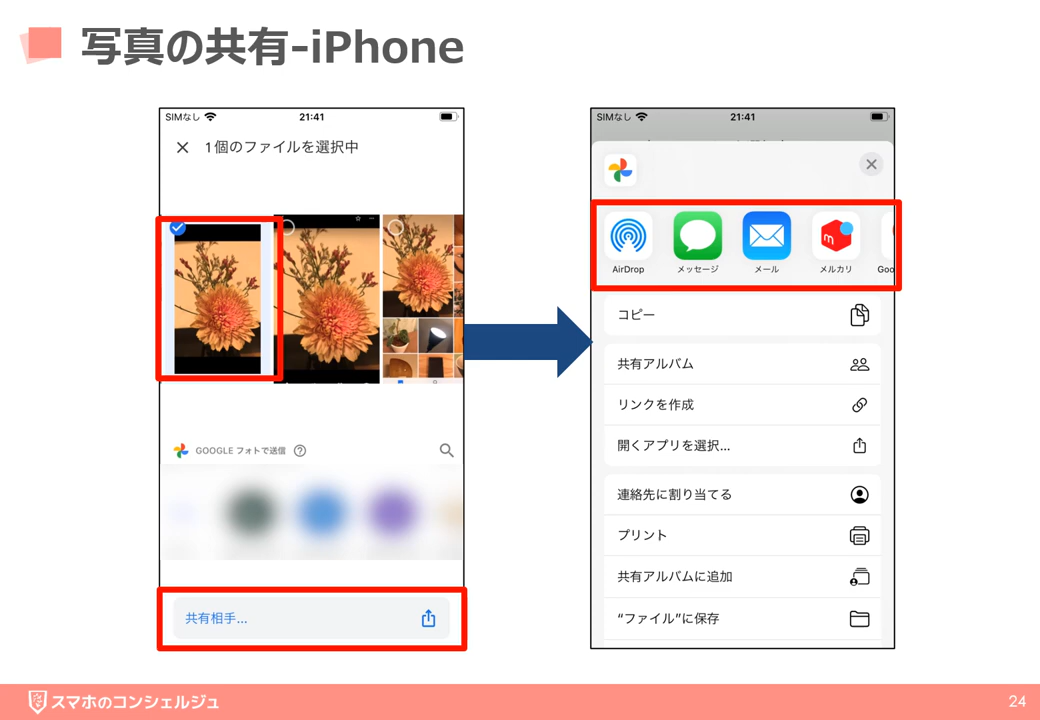 写真の共有-iPhone
SIMなし 21:41
1個のファイルを選択中
GOOGLE フォトで送信
共有相手...
SIMなし 21:41
AirDrop メッセージ メール メルカリ Goo
コピー
共有アルバム
リンクを作成
開くアプリを選択...
連絡先に割り当てる
プリント
共有アルバムに追加
“ファイル”に保存
スマホのコンシェルジュ
24